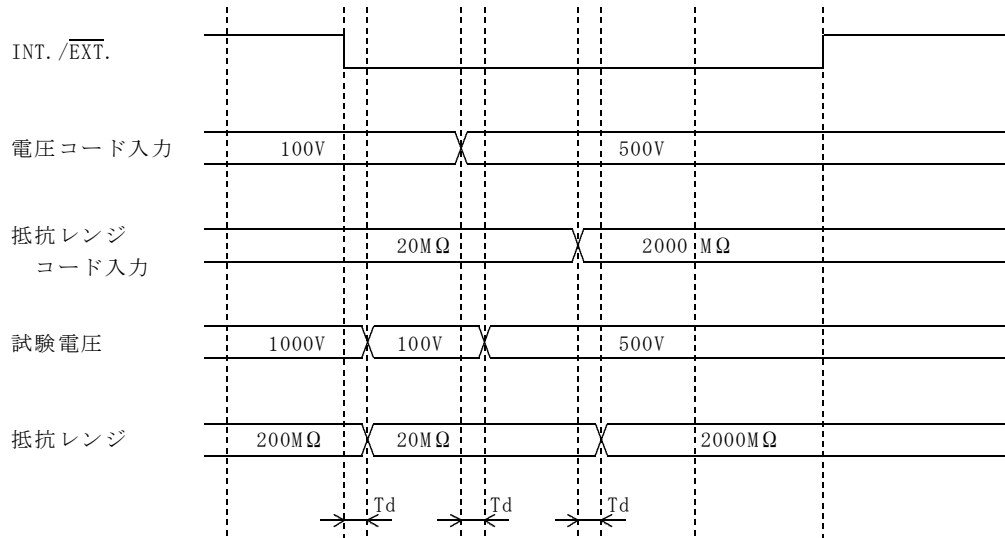 INT./EXT.
電圧コード入力 100V 500V
抵抗レンジ
コード入力 20MΩ 2000 MΩ
試験電圧 1000V 100V 500V
抵抗レンジ 200MΩ 20MΩ 2000MΩ
Td Td Td